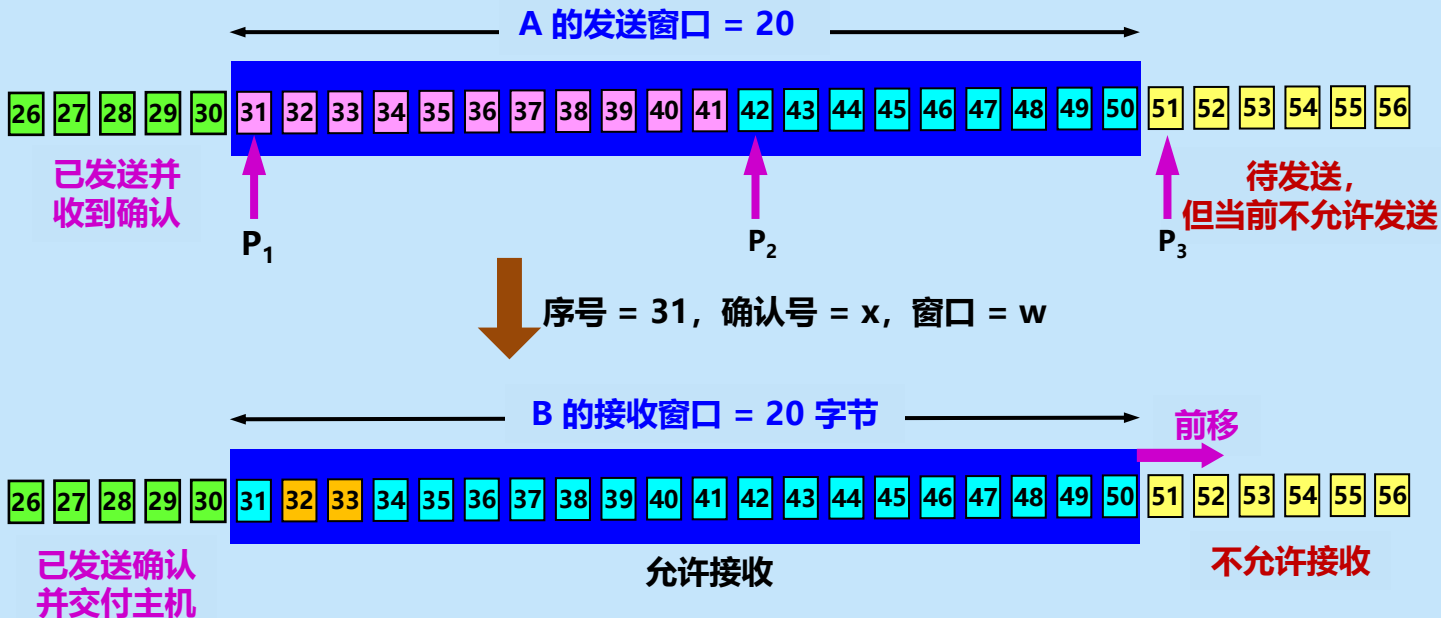 A 的发送窗口 = 20
26 27 28 29 30 31 32 33 34 35 36 37 38 39 40 41 42 43 44 45 46 47 48 49 50 51 52 53 54 55 56
已发送并
收到确认
待发送，
但当前不允许发送
P1 P2 P3
序号 = 31，确认号 = x，窗口 = w
B 的接收窗口 = 20 字节
前移
26 27 28 29 30 31 32 33 34 35 36 37 38 39 40 41 42 43 44 45 46 47 48 49 50 51 52 53 54 55 56
已发送确认
并交付主机
允许接收
不允许接收